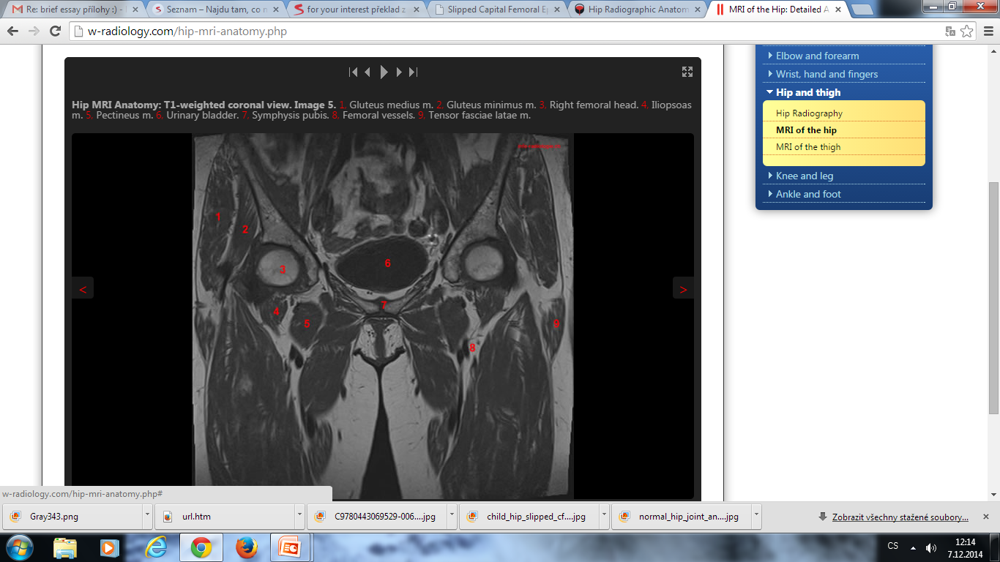 Re: brief essay přílohy :) -
Seznam – Najdu tam, co n
for your interest překlad z
Slipped Capital Femoral Ep
Hip Radiographic Anatom
MRI of the Hip: Detailed A
w-radiology.com/hip-mri-anatomy.php
Elbow and forearm
Wrist, hand and fingers
Hip and thigh
Hip Radiography
MRI of the hip
MRI of the thigh
Knee and leg
Ankle and foot
Hip MRI Anatomy: T1-weighted coronal view. Image 5. 1, Gluteus medius m. 2, Gluteus minimus m. 3, Right femoral head. 4, Iliopsoas
m. 5, Pectineus m. 6, Urinary bladder. 7, Symphysis pubis. 8, Femoral vessels. 9, Tensor fasciae latae m.
1
2
3
6
< >
7
4
5
9
8
w-radiology.com/hip-mri-anatomy.php#
Gray343.png
url.htm
C9780443069529-006....jpg
child_hip_slipped_cf....jpg
normal_hip_joint_an....jpg
Zobrazit všechny stažené soubory...
CS
12:14
7.12.2014